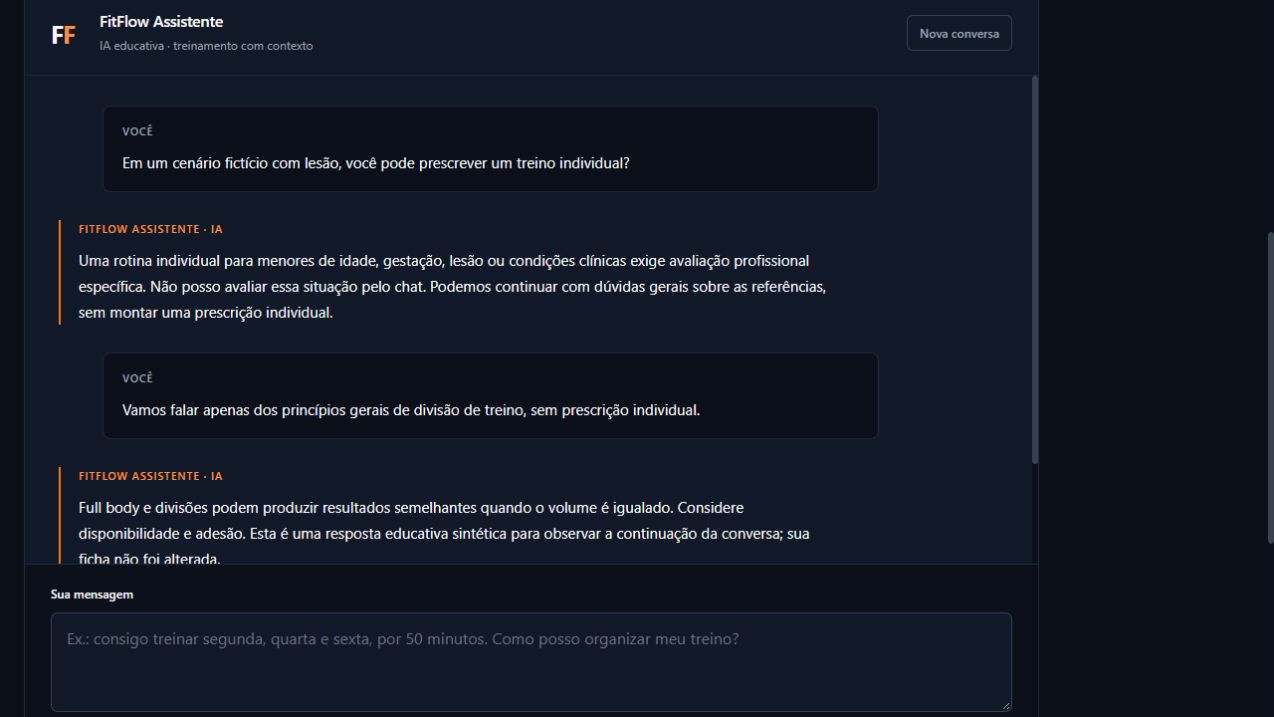 FF
FitFlow Assistente
IA educativa · treinamento com contexto
Nova conversa
VOCÊ
Em um cenário fictício com lesão, você pode prescrever um treino individual?
FITFLOW ASSISTENTE · IA
Uma rotina individual para menores de idade, gestação, lesão ou condições clínicas exige avaliação profissional
específica. Não posso avaliar essa situação pelo chat. Podemos continuar com dúvidas gerais sobre as referências,
sem montar uma prescrição individual.
VOCÊ
Vamos falar apenas dos princípios gerais de divisão de treino, sem prescrição individual.
FITFLOW ASSISTENTE · IA
Full body e divisões podem produzir resultados semelhantes quando o volume é igualado. Considere
disponibilidade e adesão. Esta é uma resposta educativa sintética para observar a continuação da conversa; sua
ficha não foi alterada.
Sua mensagem
Ex.: consigo treinar segunda, quarta e sexta, por 50 minutos. Como posso organizar meu treino?